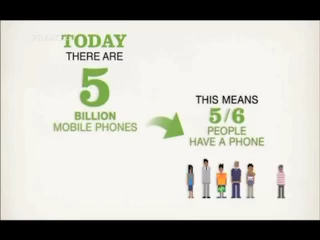 TODAY
THERE ARE
5
BILLION
MOBILE PHONES
THIS MEANS
5/6
PEOPLE
HAVE A PHONE